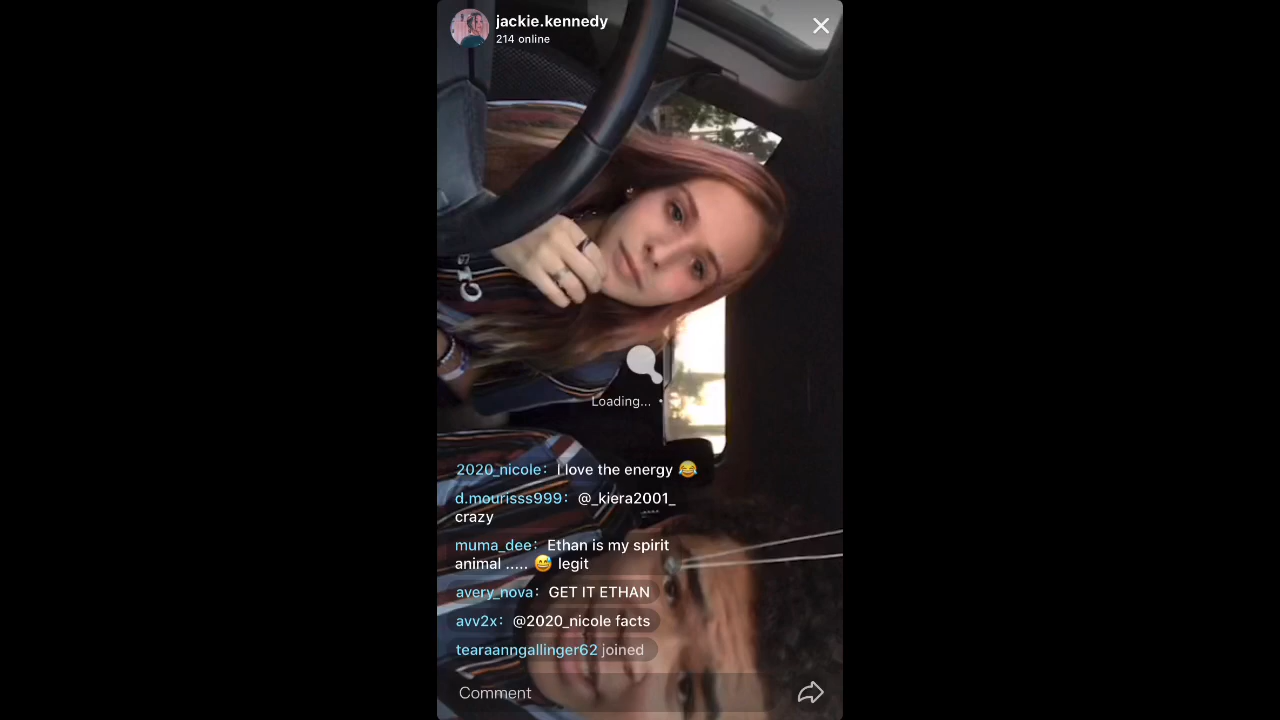 jackie.kennedy
214 online
Loading...
2020_nicole: I love the energy 😂
d.mourisss999: @_kiera2001_
crazy
muma_dee: Ethan is my spirit
animal ..... 😅 legit
avery_nova: GET IT ETHAN
avv2x: @2020_nicole facts
tearaanngallinger62 joined
Comment